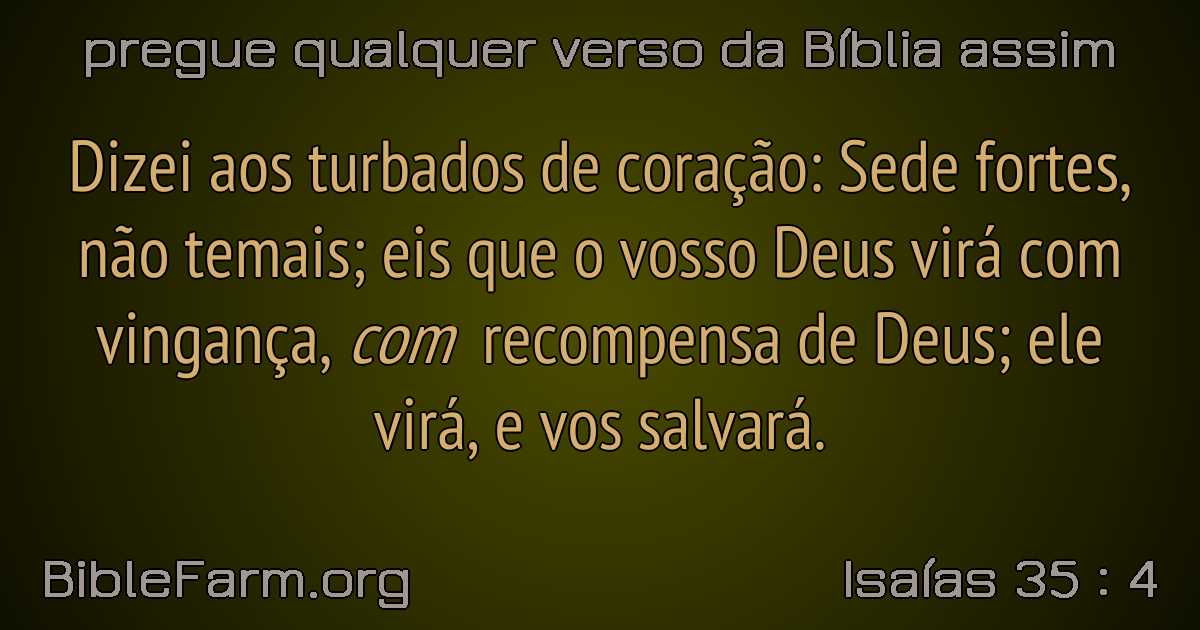 pregue qualquer verso da Bíblia assim
Dizei aos turbados de coração: Sede fortes,
não temais; eis que o vosso Deus virá com
vingança, com recompensa de Deus; ele
virá, e vos salvará.
BibleFarm.org
Isaías 35 : 4